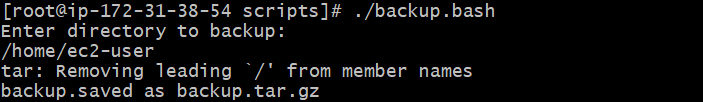 [root@ip-172-31-38-54 scripts]# ./backup.bash
Enter directory to backup:
/home/ec2-user
tar: Removing leading `/' from member names
backup.saved as backup.tar.gz